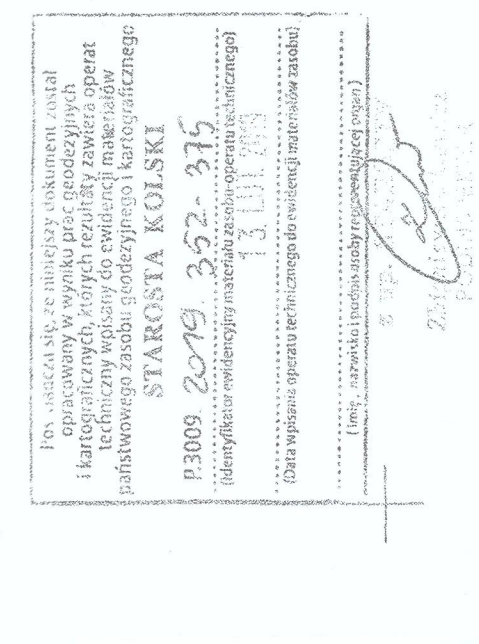 Poświadcza się, że niniejszy dokument został
opracowany w wyniku prac geodezyjnych
i kartograficznych, których rezultaty zawiera operat
techniczny wpisany do ewidencji materiałów
państwowego zasobu geodezyjnego i kartograficznego
STAROSTA KOLSKI
P.3009. 2019. 352-375
(Identyfikator ewidencyjny materiału zasobu-operatu technicznego)
13 LUT. 2019
(Data wpisania operatu technicznego do ewidencji materiałów zasobu)
(Imię, nazwisko i podpis osoby reprezentującej organ)